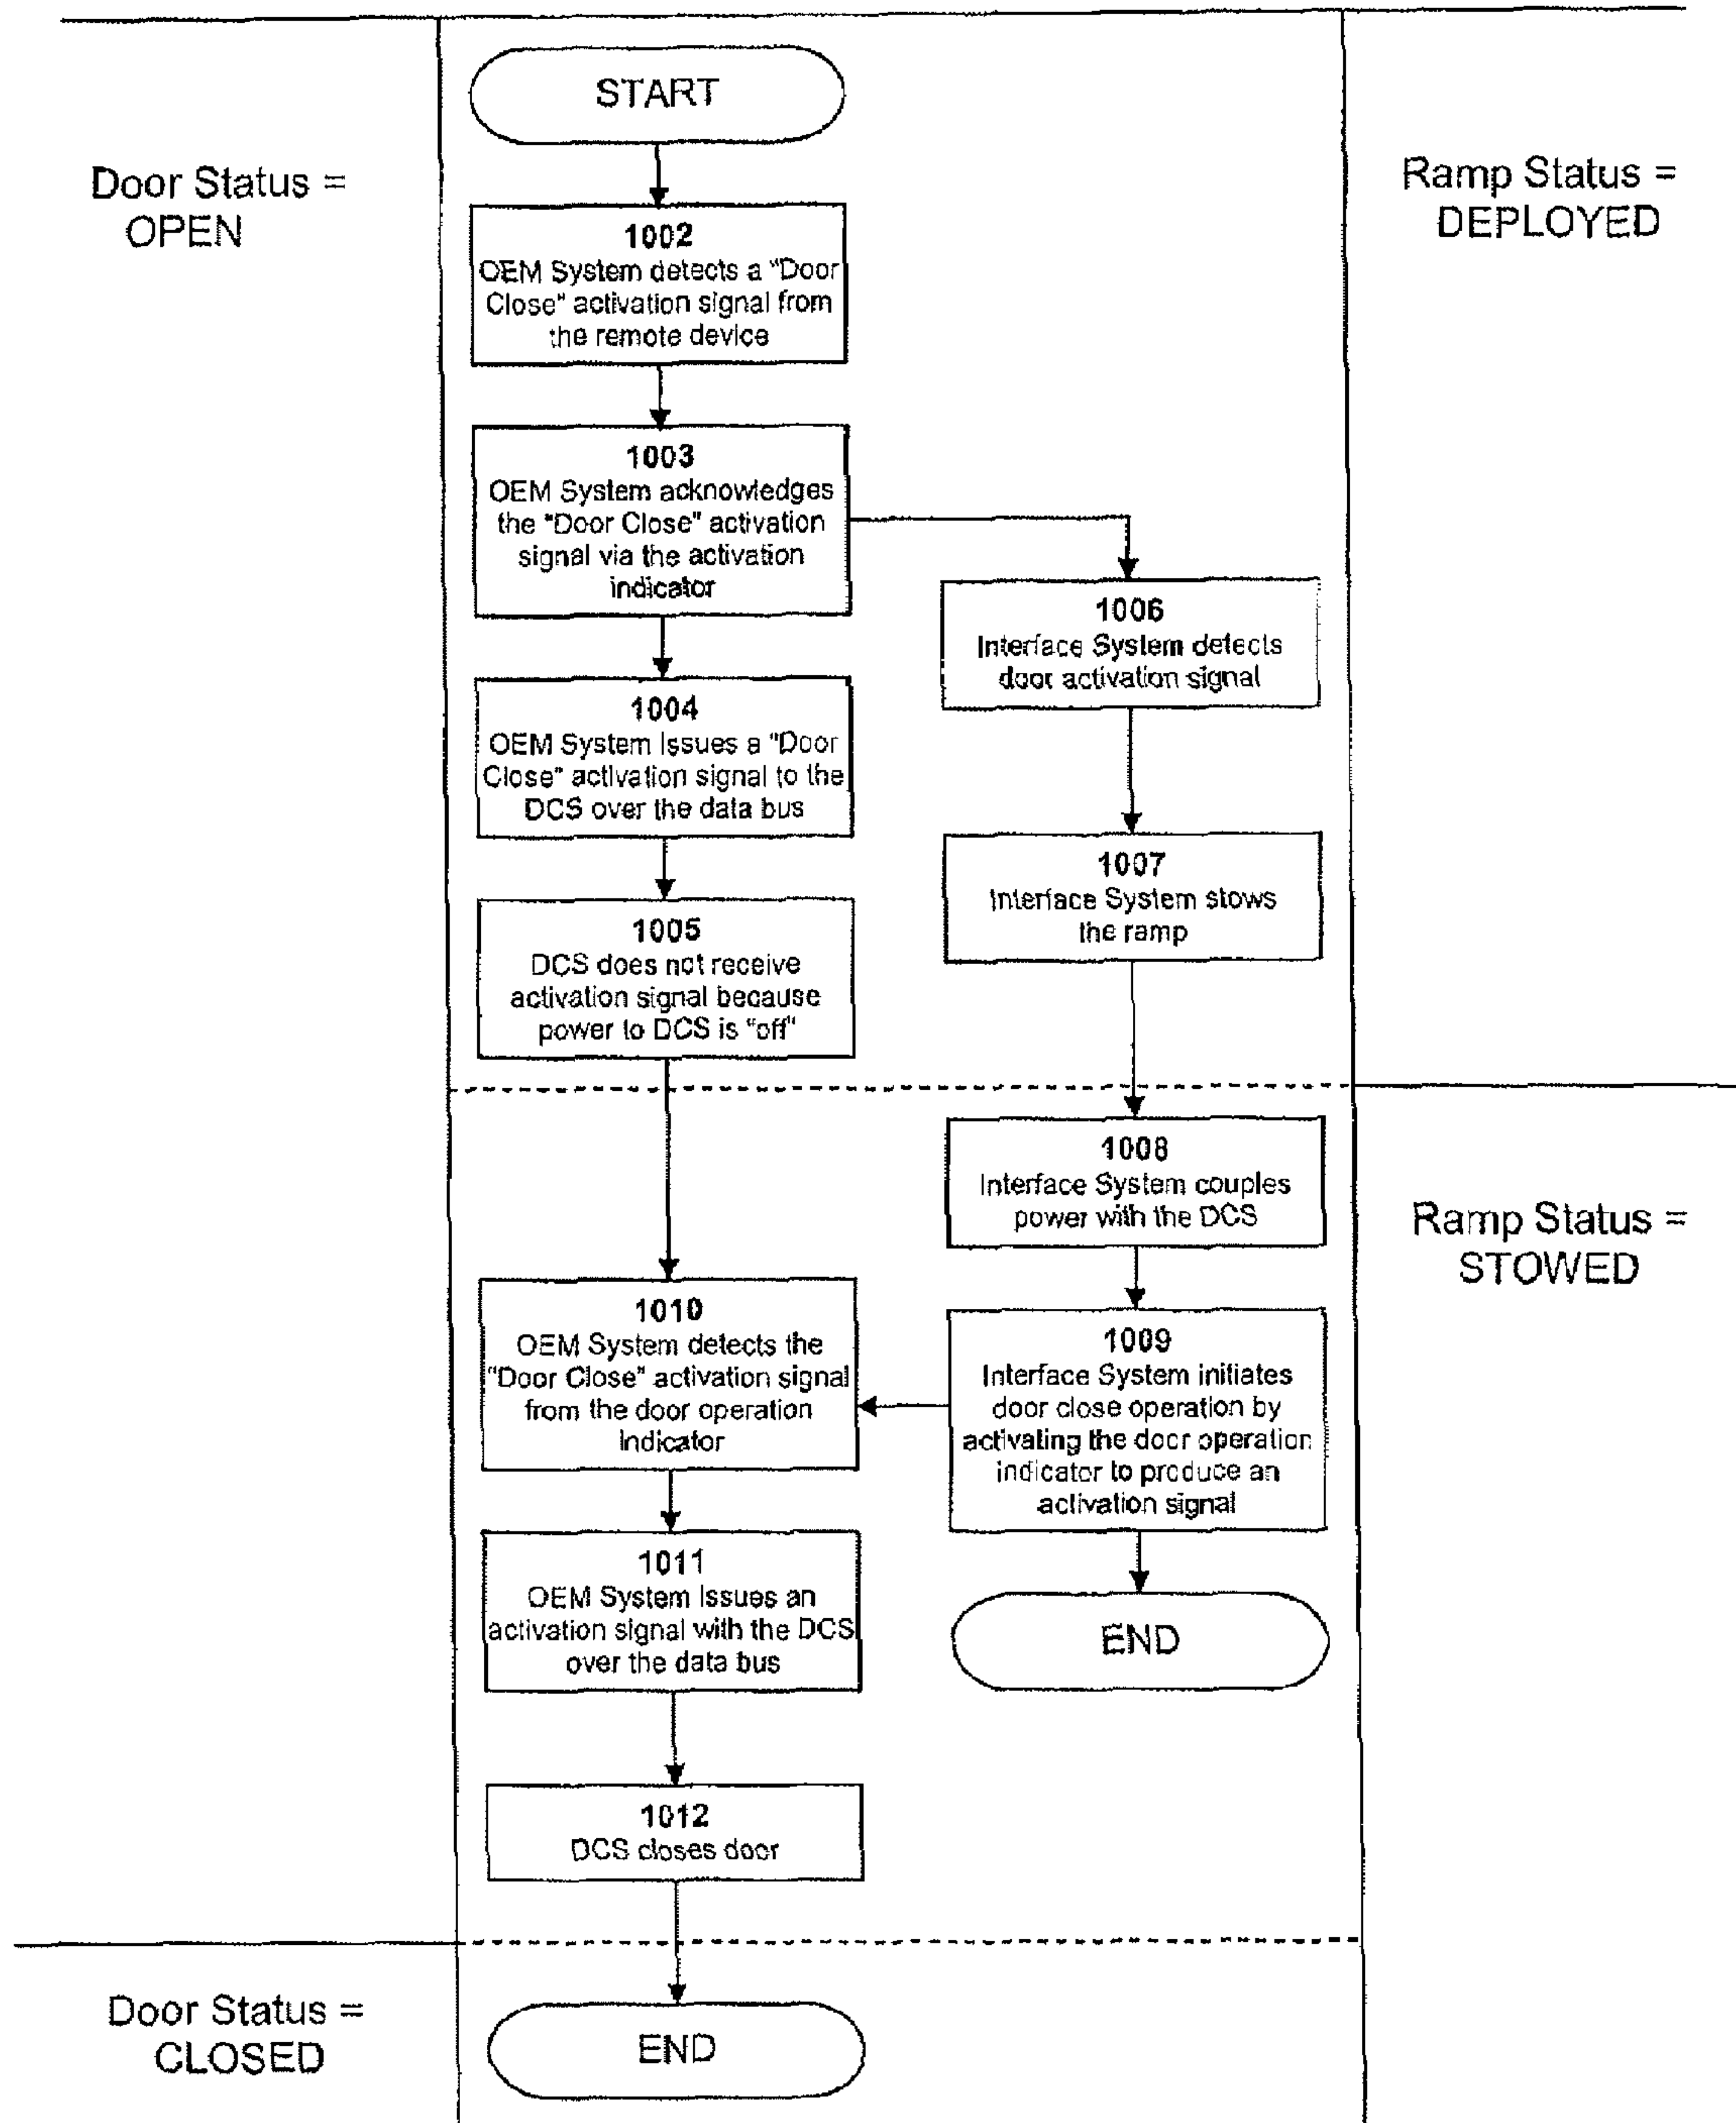 START
Door Status =
OPEN
Ramp Status =
DEPLOYED
1002
OEM System detects a "Door
Close" activation signal from
the remote device
1003
OEM System acknowledges
the "Door Close" activation
signal via the activation
indicator
1006
Interface System detects
door activation signal
1004
OEM System Issues a "Door
Close" activation signal to the
DCS over the data bus
1007
Interface System stows
the ramp
1005
DCS does not receive
activation signal because
power to DCS is "off"
1008
Interface System couples
power with the DCS
Ramp Status =
STOWED
1010
OEM System detects the
"Door Close" activation signal
from the door operation
Indicator
1009
Interface System initiates
door close operation by
activating the door operation
indicator to produce an
activation signal
1011
OEM System Issues an
activation signal with the DCS
over the data bus
END
1012
DCS closes door
Door Status =
CLOSED
END